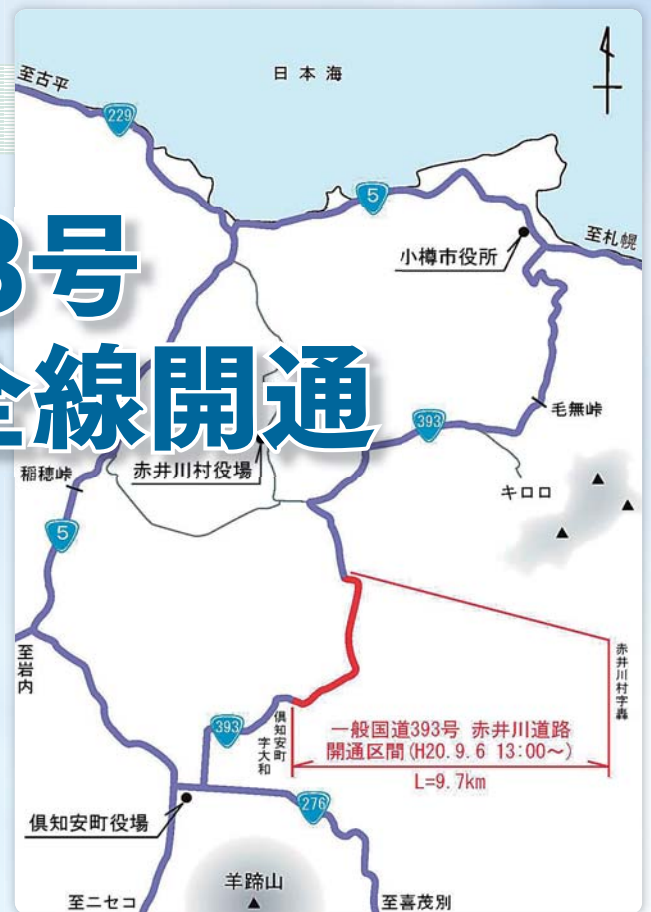 至古平
日本海
229
5
小樽市役所
至札幌
3号
全線開通
393
毛無峠
稲穂峠
赤井川村役場
キロロ
5
至岩内
赤井川村字轟
393
倶知安町
字大和
一般国道393号 赤井川道路
開通区間(H20.9.6 13:00～)
L=9.7km
276
倶知安町役場
羊蹄山
至ニセコ
至喜茂別